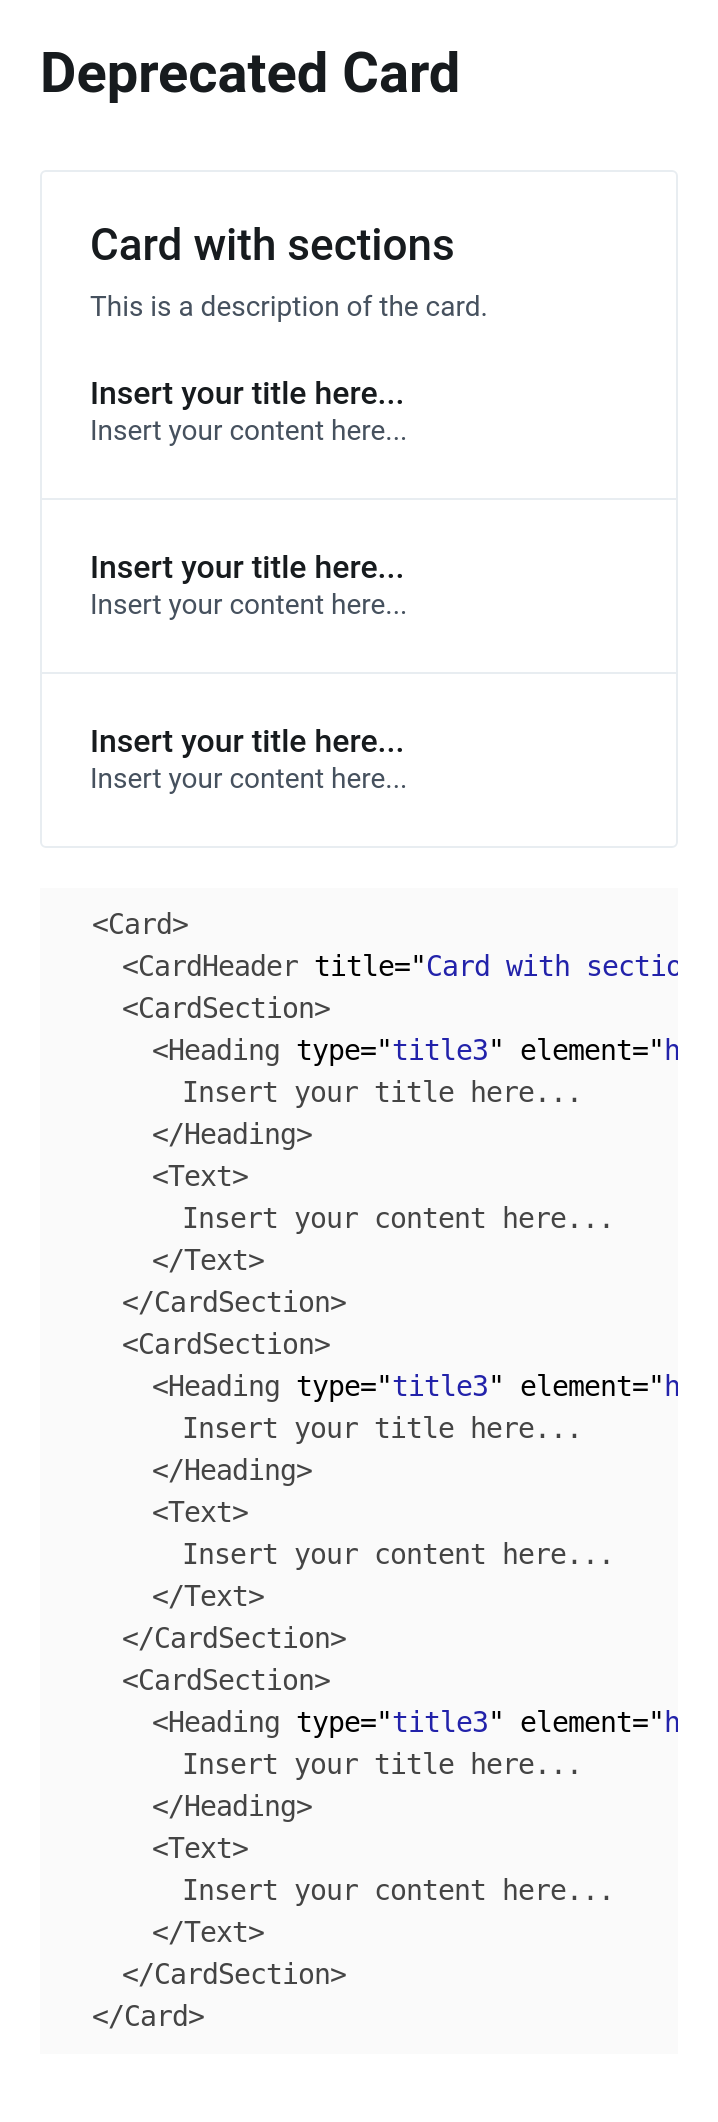 Deprecated Card
Card with sections
This is a description of the card.
Insert your title here...
Insert your content here...
Insert your title here...
Insert your content here...
Insert your title here...
Insert your content here...
<Card>
<CardHeader title="Card with sectio
<CardSection>
<Heading type="title3" element="h
Insert your title here...
</Heading>
<Text>
Insert your content here...
</Text>
</CardSection>
<CardSection>
<Heading type="title3" element="h
Insert your title here...
</Heading>
<Text>
Insert your content here...
</Text>
</CardSection>
<CardSection>
<Heading type="title3" element="h
Insert your title here...
</Heading>
<Text>
Insert your content here...
</Text>
</CardSection>
</Card>